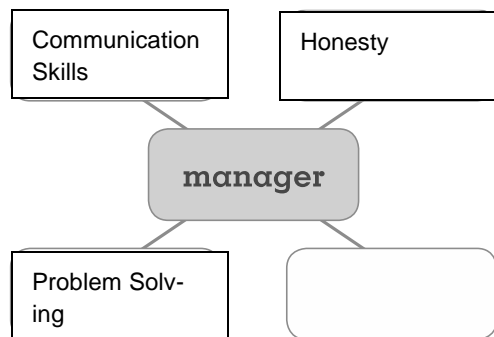 Communication
Skills
Honesty
manager
Problem Solv-
ing